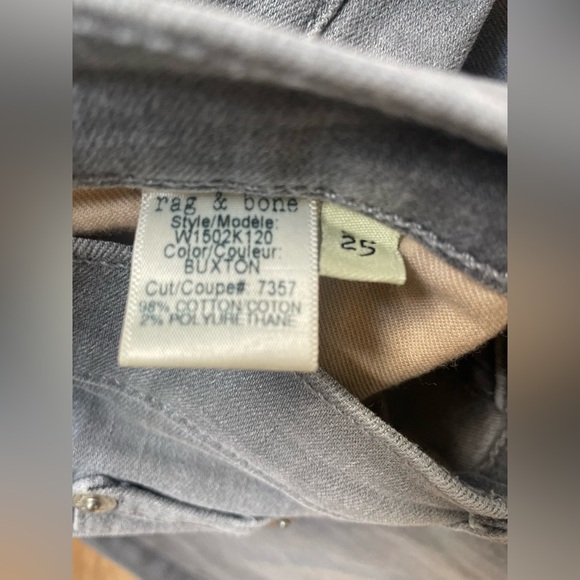 rag & bone
Style/Modèle:
W1502K120
Color/Couleur:
BUXTON
Cut/Coupe#: 7357
98% COTTON/COTON
2% POLYURETHANE
25